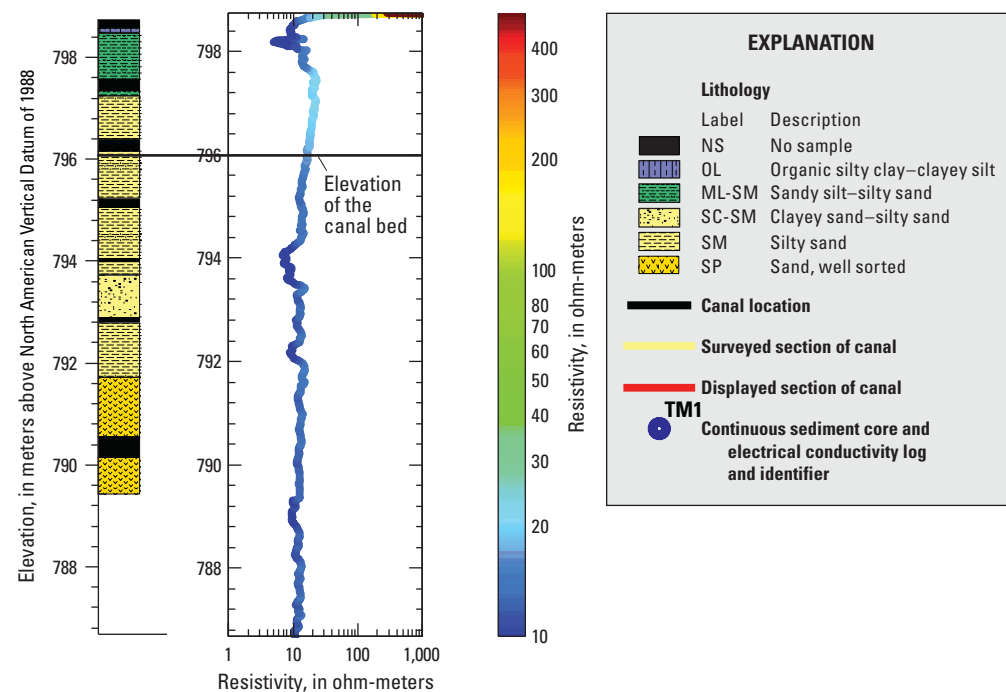 Elevation, in meters above North American Vertical Datum of 1988
798
796
794
792
790
788
798
796
794
792
790
788
Elevation
of the
canal bed
1
10
100
1,000
Resistivity, in ohm-meters
400
300
200
100
80
70
60
50
40
30
20
10
Resistivity, in ohm-meters
EXPLANATION
Lithology
Label Description
NS No sample
OL Organic silty clay–clayey silt
ML-SM Sandy silt–silty sand
SC-SM Clayey sand–silty sand
SM Silty sand
SP Sand, well sorted
Canal location
Surveyed section of canal
Displayed section of canal
TM1
Continuous sediment core and
electrical conductivity log
and identifier